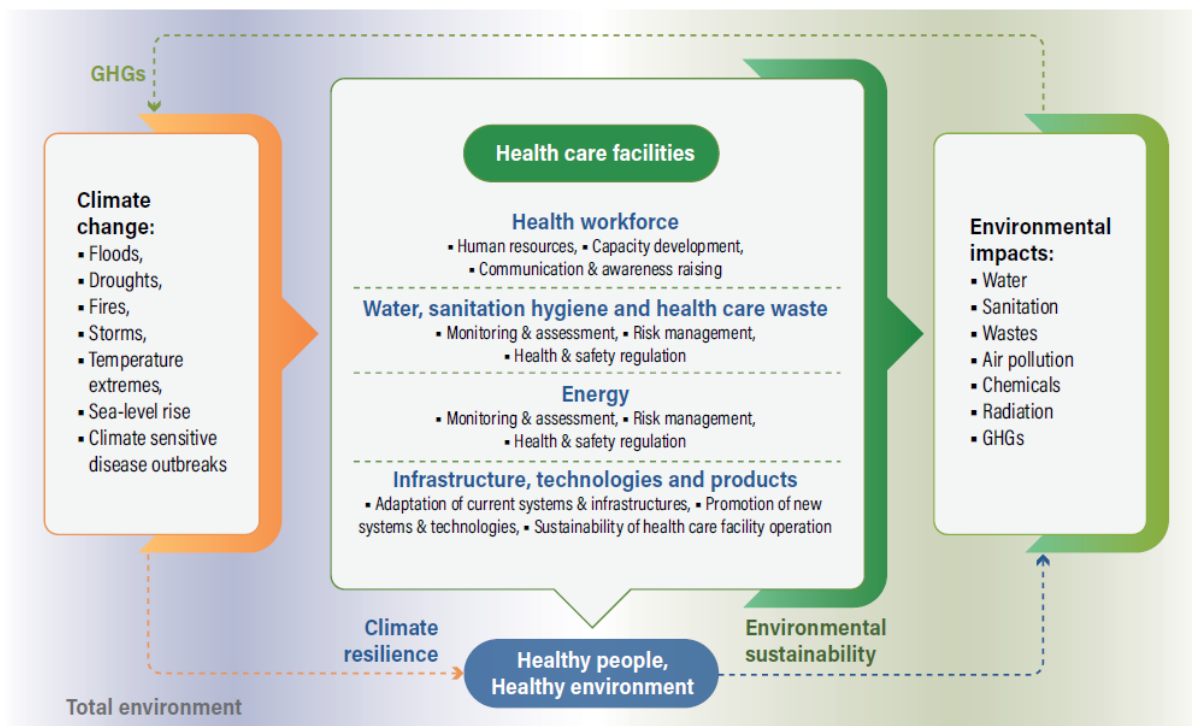 GHGs
Climate
change:
▪ Floods,
▪ Droughts,
▪ Fires,
▪ Storms,
▪ Temperature
extremes,
▪ Sea-level rise
▪ Climate sensitive
disease outbreaks
Health care facilities
Health workforce
▪ Human resources, ▪ Capacity development,
▪ Communication & awareness raising
Water, sanitation hygiene and health care waste
▪ Monitoring & assessment, ▪ Risk management,
▪ Health & safety regulation
Energy
▪ Monitoring & assessment, ▪ Risk management,
▪ Health & safety regulation
Infrastructure, technologies and products
▪ Adaptation of current systems & infrastructures, ▪ Promotion of new
systems & technologies, ▪ Sustainability of health care facility operation
Environmental
impacts:
▪ Water
▪ Sanitation
▪ Wastes
▪ Air pollution
▪ Chemicals
▪ Radiation
▪ GHGs
Climate
resilience
Healthy people,
Healthy environment
Environmental
sustainability
Total environment